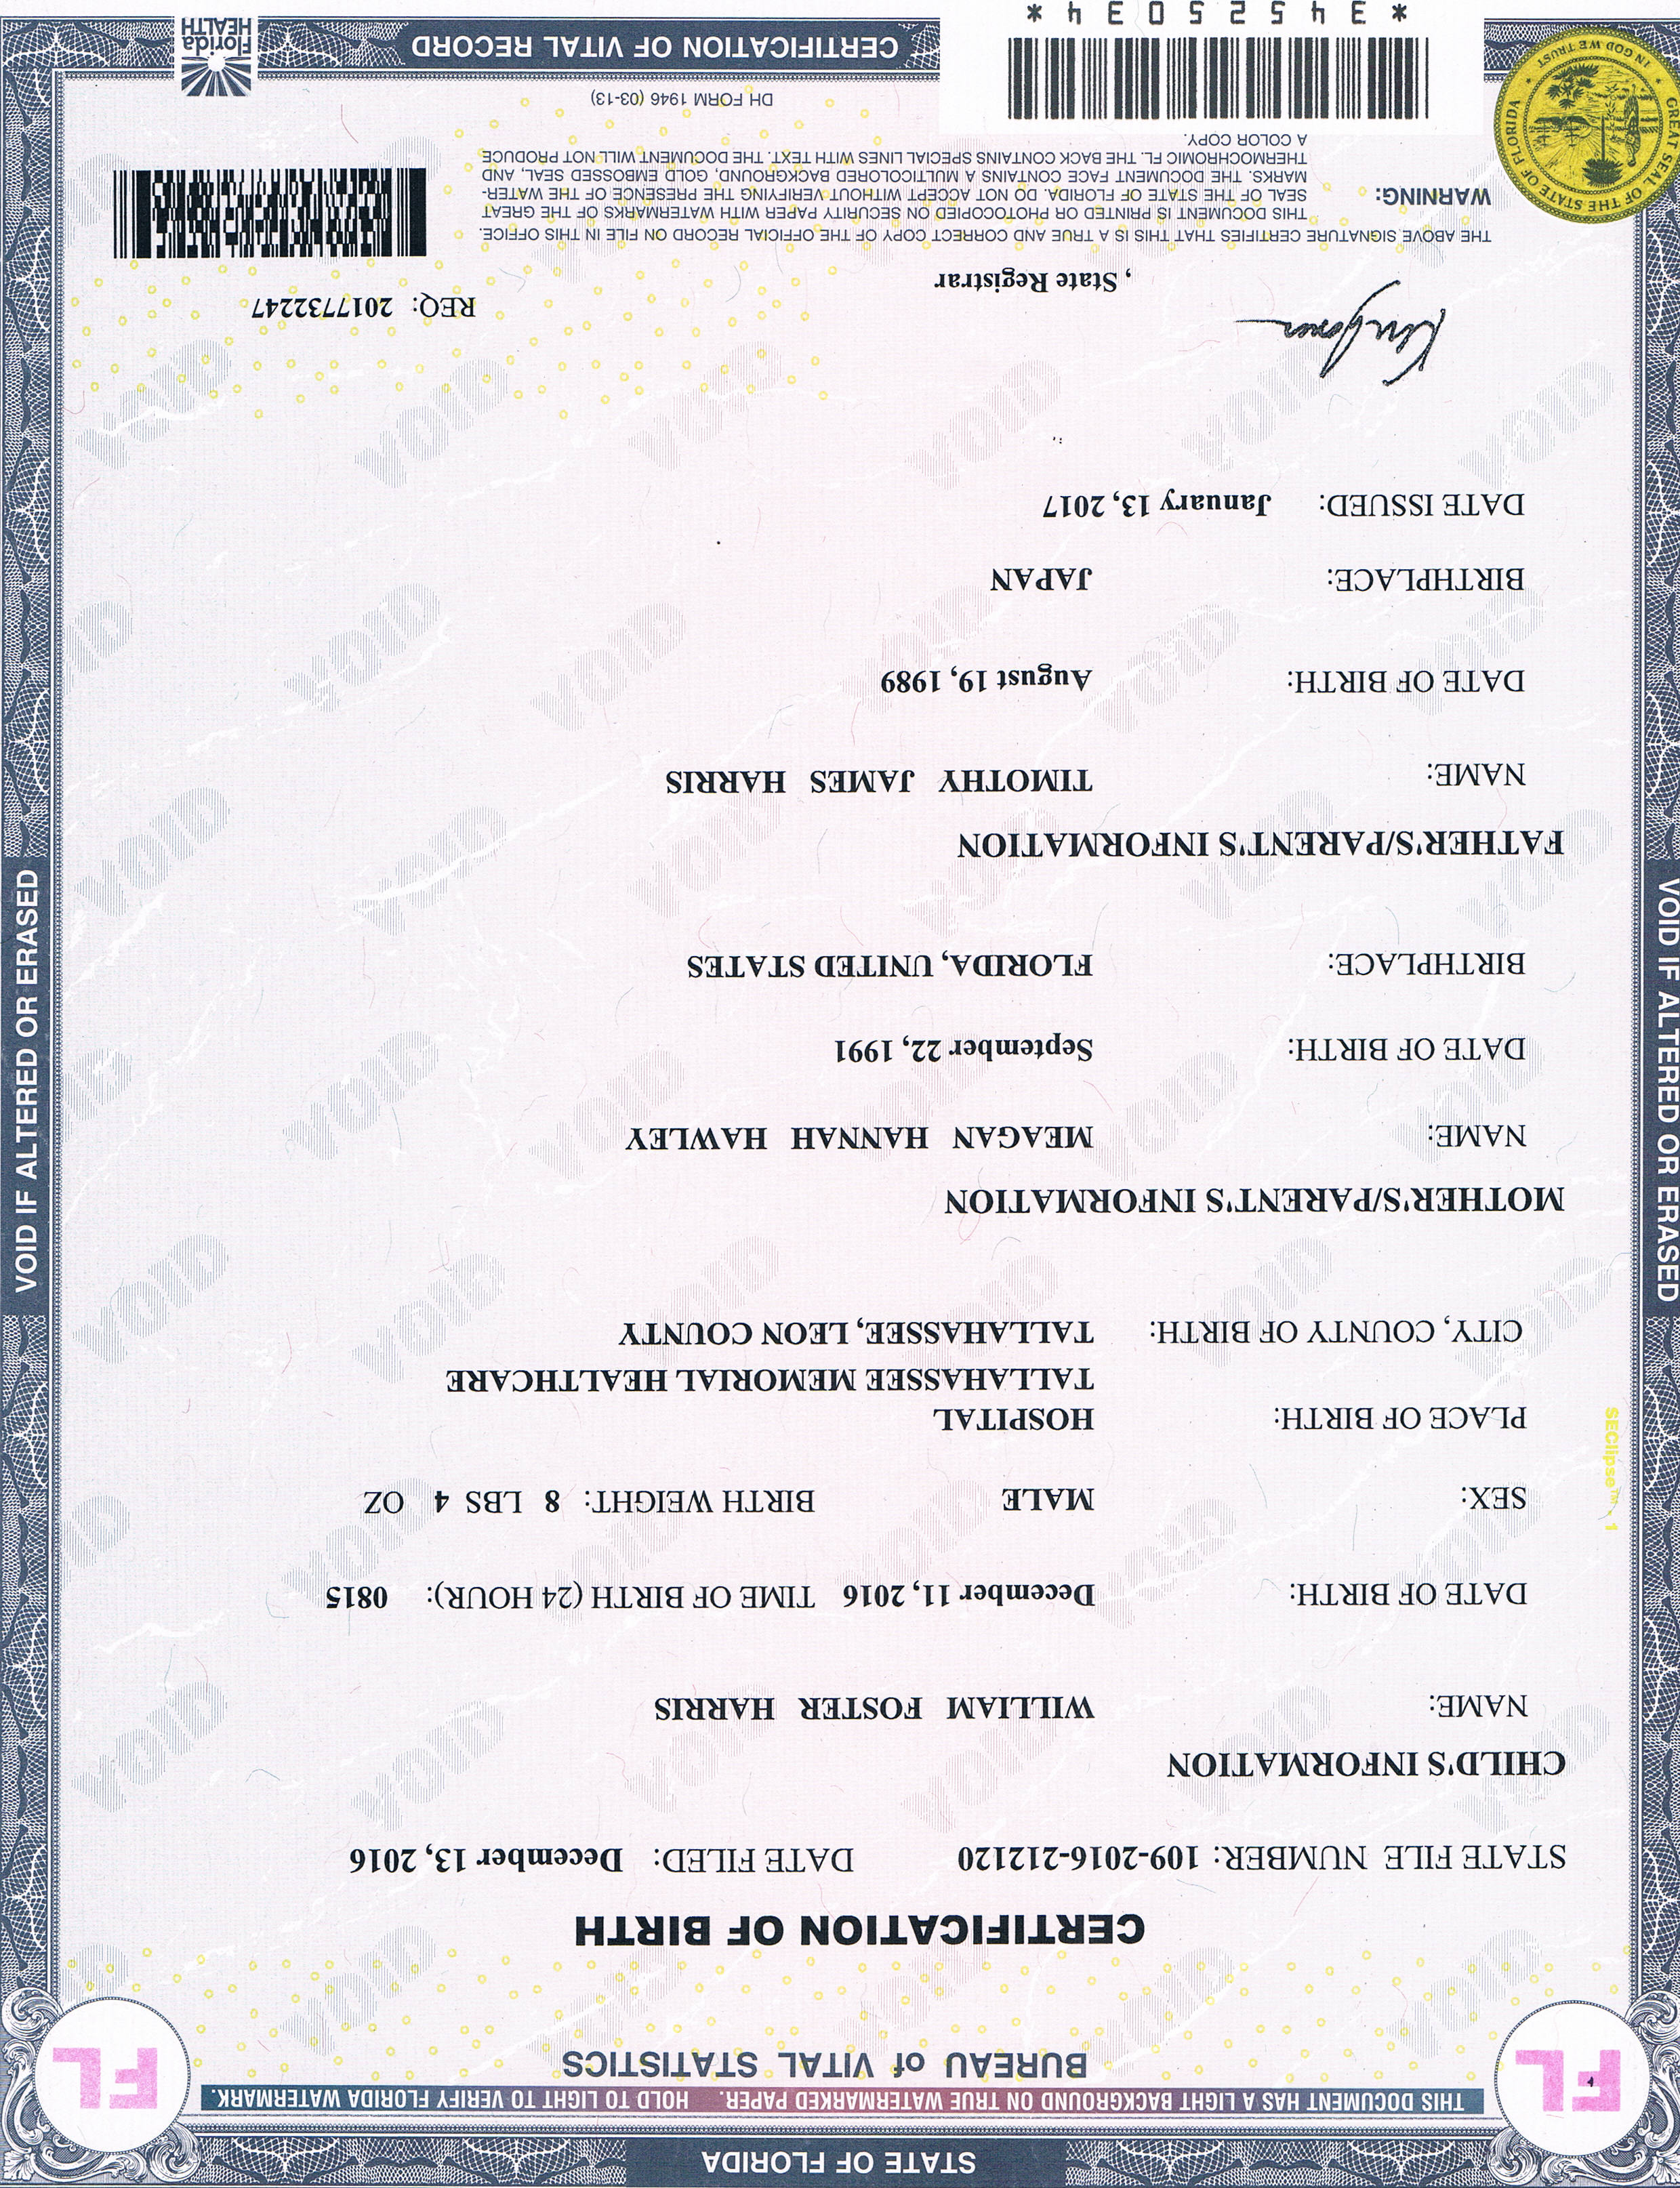 STATE OF FLORIDA
THIS DOCUMENT HAS A LIGHT BACKGROUND ON TRUE WATERMARKED PAPER. HOLD TO LIGHT TO VERIFY FLORIDA WATERMARK.
FL
FL
BUREAU of VITAL STATISTICS
CERTIFICATION OF BIRTH
STATE FILE NUMBER: 109-2016-212120 DATE FILED: December 13, 2016
CHILD'S INFORMATION
NAME: WILLIAM FOSTER HARRIS
DATE OF BIRTH: December 11, 2016 TIME OF BIRTH (24 HOUR): 0815
SEX: MALE BIRTH WEIGHT: 8 LBS 4 OZ
PLACE OF BIRTH: HOSPITAL
TALLAHASSEE MEMORIAL HEALTHCARE
CITY, COUNTY OF BIRTH: TALLAHASSEE, LEON COUNTY
MOTHER'S/PARENT'S INFORMATION
NAME: MEAGAN HANNAH HAWLEY
DATE OF BIRTH: September 22, 1991
BIRTHPLACE: FLORIDA, UNITED STATES
FATHER'S/PARENT'S INFORMATION
NAME: TIMOTHY JAMES HARRIS
DATE OF BIRTH: August 19, 1989
BIRTHPLACE: JAPAN
DATE ISSUED: January 13, 2017
, State Registrar
REQ: 2017732247
THE ABOVE SIGNATURE CERTIFIES THAT THIS IS A TRUE AND CORRECT COPY OF THE OFFICIAL RECORD ON FILE IN THIS OFFICE.
WARNING:
THIS DOCUMENT IS PRINTED OR PHOTOCOPIED ON SECURITY PAPER WITH WATERMARKS OF THE GREAT
SEAL OF THE STATE OF FLORIDA. DO NOT ACCEPT WITHOUT VERIFYING THE PRESENCE OF THE WATER-
MARKS. THE DOCUMENT FACE CONTAINS A MULTICOLORED BACKGROUND, GOLD EMBOSSED SEAL, AND
THERMOCHROMIC FL. THE BACK CONTAINS SPECIAL LINES WITH TEXT. THE DOCUMENT WILL NOT PRODUCE
A COLOR COPY.
DH FORM 1946 (03-13)
CERTIFICATION OF VITAL RECORD
* 3 4 5 2 5 0 3 4 *
Florida
HEALTH
GREAT SEAL OF THE STATE OF FLORIDA
IN GOD WE TRUST
VOID IF ALTERED OR ERASED
VOID IF ALTERED OR ERASED
SEClipse™ - 1
VOID